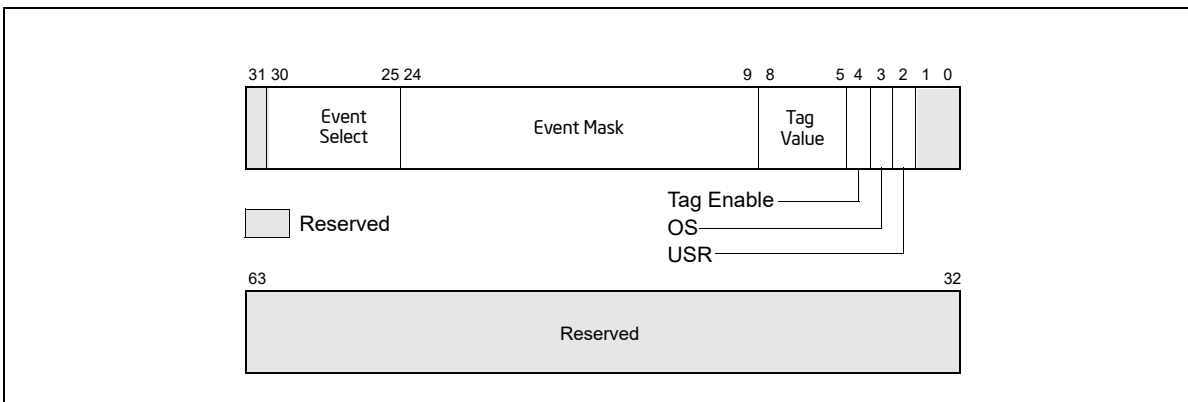 31 30 25 24 9 8 5 4 3 2 1 0
Event Select
Event Mask
Tag Value
Tag Enable
OS
USR
Reserved
63 32
Reserved